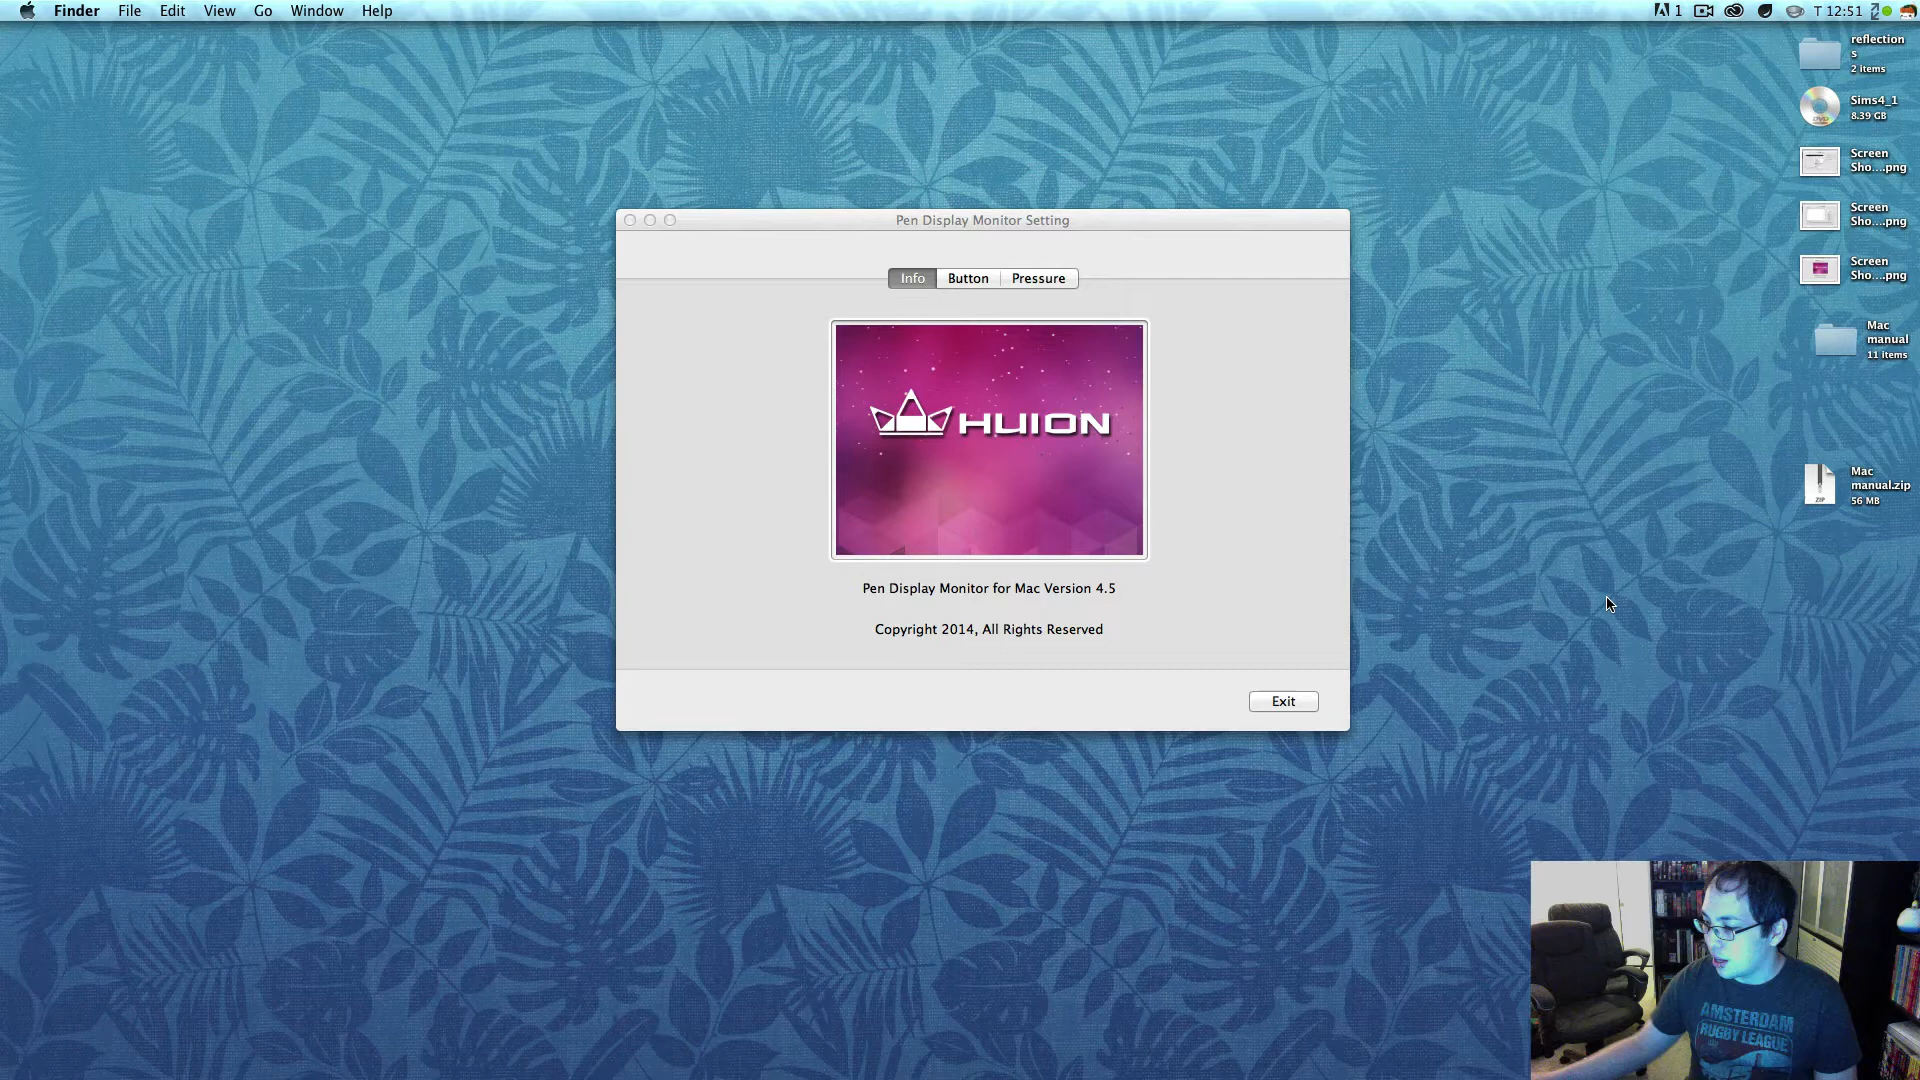 Finder File Edit View Go Window Help
1 T 12:51
reflection
s
2 items
Sims4_1
8.39 GB
Screen
Sho....png
Screen
Sho....png
Screen
Sho....png
Mac
manual
11 items
ZIP
Mac
manual.zip
56 MB
Pen Display Monitor Setting
Info Button Pressure
HUION
Pen Display Monitor for Mac Version 4.5
Copyright 2014, All Rights Reserved
Exit
AMSTERDAM
RUGBY LEAGUE